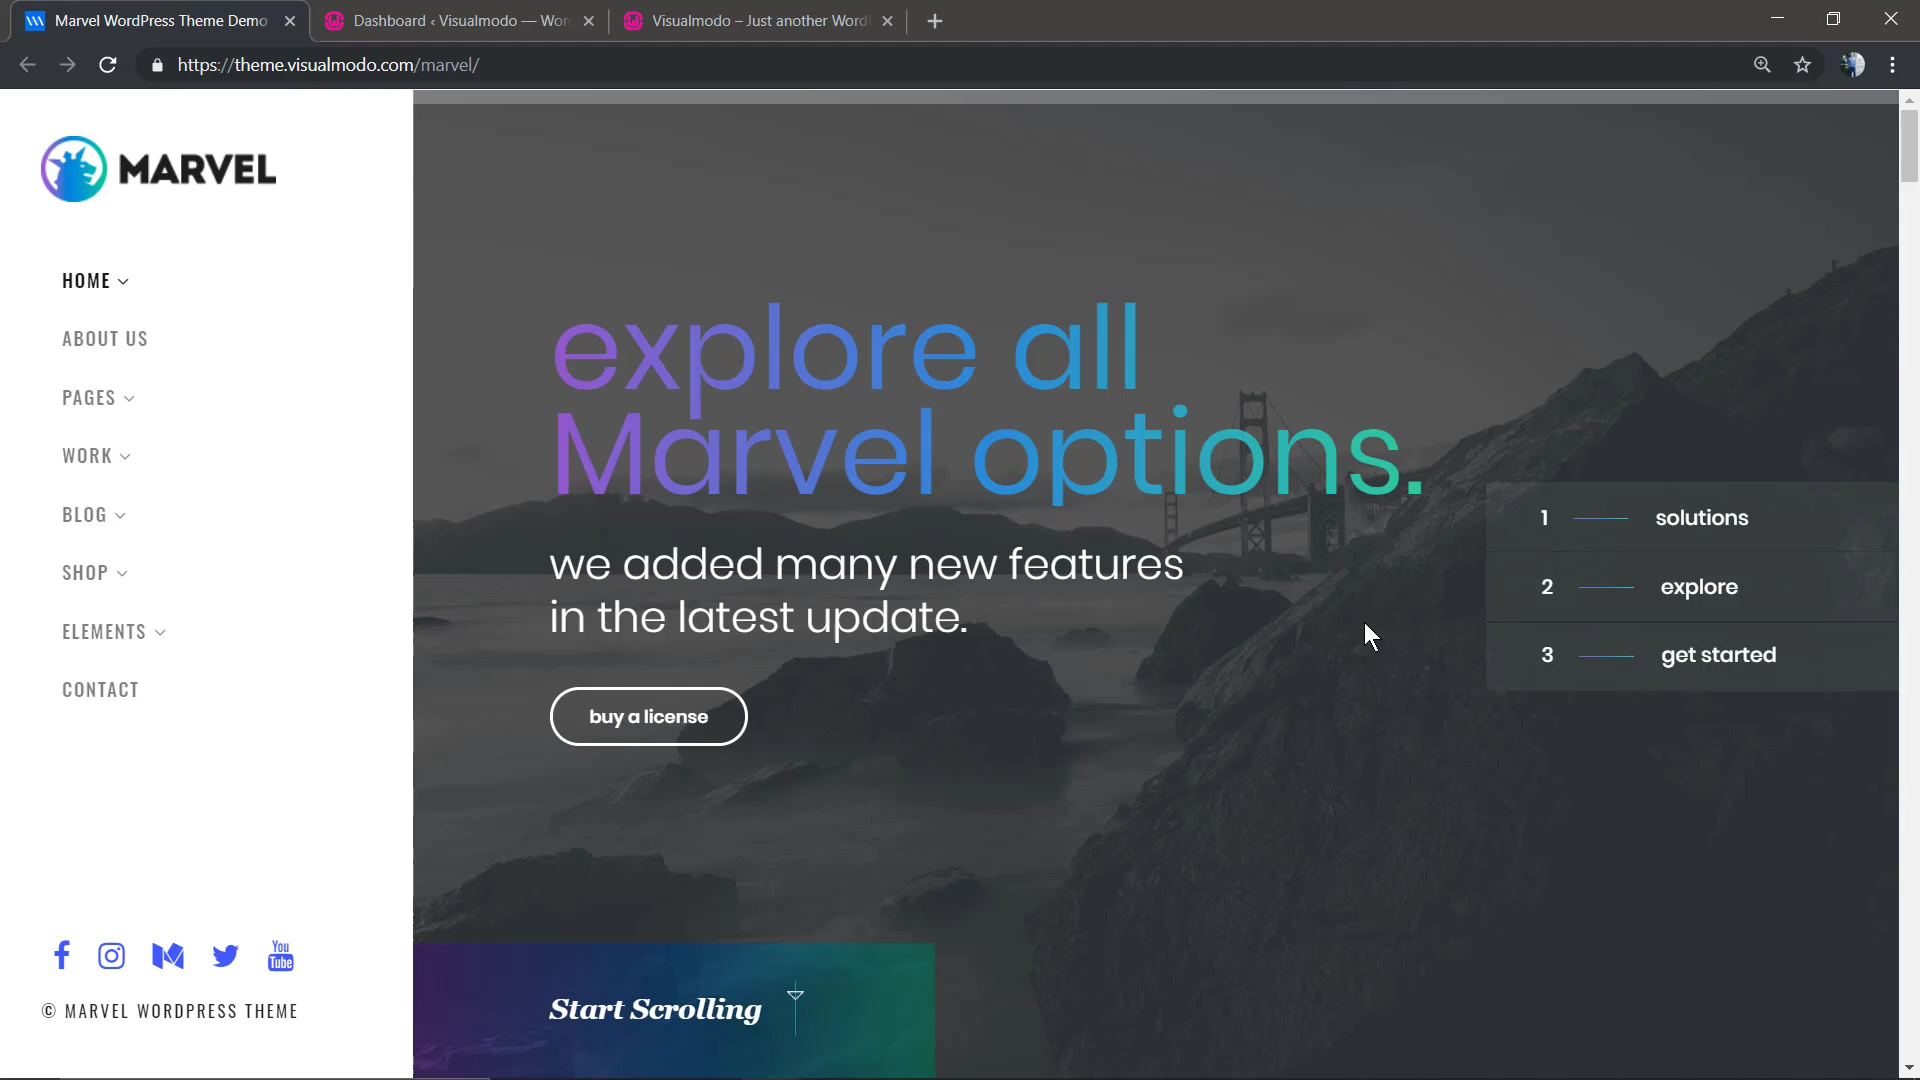 Marvel WordPress Theme Demo
Dashboard ‹ Visualmodo — Wor
Visualmodo – Just another Word
https://theme.visualmodo.com/marvel/
MARVEL
HOME
ABOUT US
PAGES
WORK
BLOG
SHOP
ELEMENTS
CONTACT
You
Tube
© MARVEL WORDPRESS THEME
explore all
Marvel options.
we added many new features
in the latest update.
buy a license
1 solutions
2 explore
3 get started
Start Scrolling